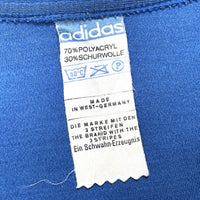 adidas
70% POLYACRYL
30% SCHURWOLLE
30°C P
MADE
IN WEST-GERMANY
DIE MARKE MIT DEN
3 STREIFEN
THE BRAND WITH THE
3 STRIPES
Ein Schwahn-Erzeugnis